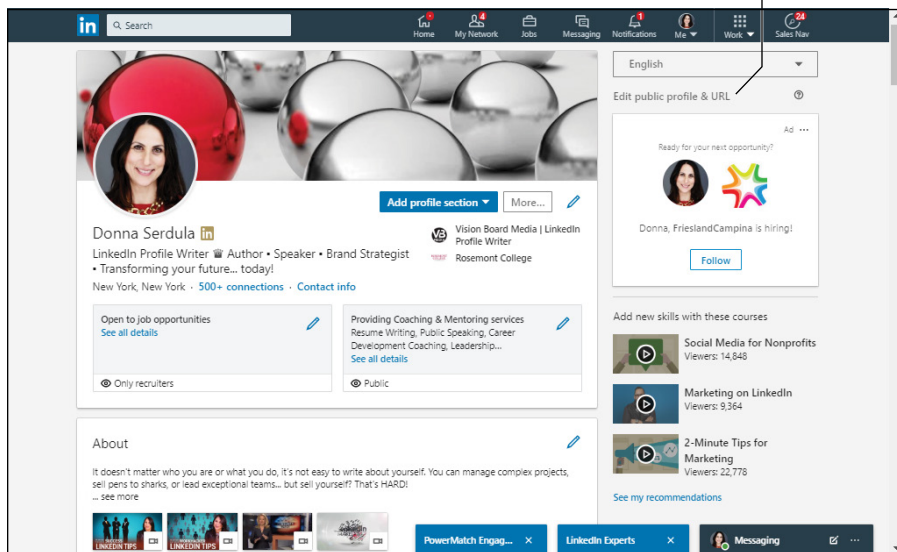 in
Search
Home
My Network
4
Jobs
Messaging
Notifications
1
Me
Work
Sales Nav
24
English
Edit public profile & URL
Ad
Ready for your next opportunity?
Donna, FrieslandCampina is hiring!
Follow
Add profile section
More...
Donna Serdula in
LinkedIn Profile Writer ♕ Author • Speaker • Brand Strategist
• Transforming your future... today!
New York, New York · 500+ connections · Contact info
VB
Vision Board Media | LinkedIn
Profile Writer
Rosemont College
Open to job opportunities
See all details
Only recruiters
Providing Coaching & Mentoring services
Resume Writing, Public Speaking, Career
Development Coaching, Leadership...
See all details
Public
Add new skills with these courses
Social Media for Nonprofits
Viewers: 14,848
Marketing on LinkedIn
Viewers: 9,364
2-Minute Tips for
Marketing
Viewers: 22,778
See my recommendations
About
It doesn't matter who you are or what you do, it's not easy to write about yourself. You can manage complex projects,
sell pens to sharks, or lead exceptional teams... but sell yourself? That's HARD!
... see more
LINKEDIN TIPS
LINKEDIN TIPS
PowerMatch Engag...
LinkedIn Experts
Messaging